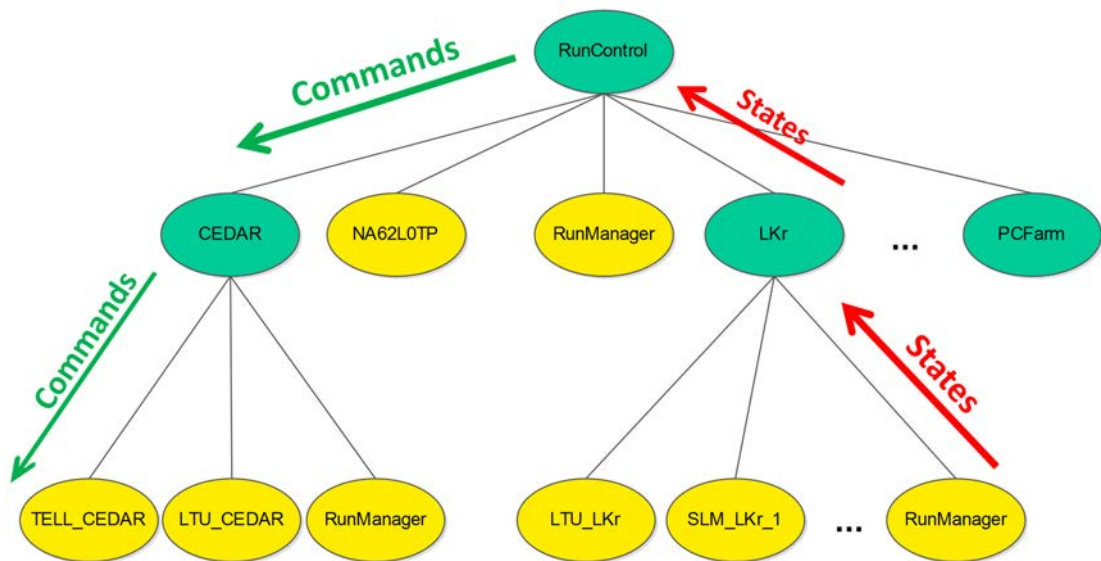 RunControl
Commands
States
CEDAR
NA62L0TP
RunManager
LKr
...
PCFarm
Commands
States
TELL_CEDAR
LTU_CEDAR
RunManager
LTU_LKr
SLM_LKr_1
...
RunManager